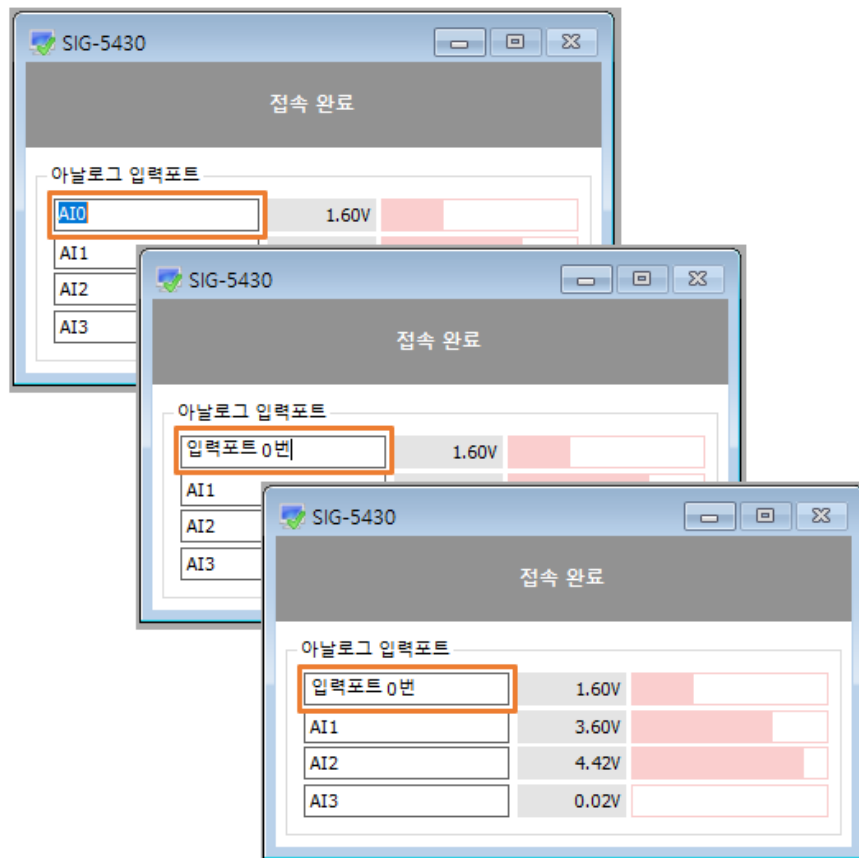 SIG-5430
접속 완료
아날로그 입력포트
AI0 1.60V
AI1
AI2
AI3
SIG-5430
접속 완료
아날로그 입력포트
입력포트 0번 1.60V
AI1
AI2
AI3
SIG-5430
접속 완료
아날로그 입력포트
입력포트 0번 1.60V
AI1 3.60V
AI2 4.42V
AI3 0.02V